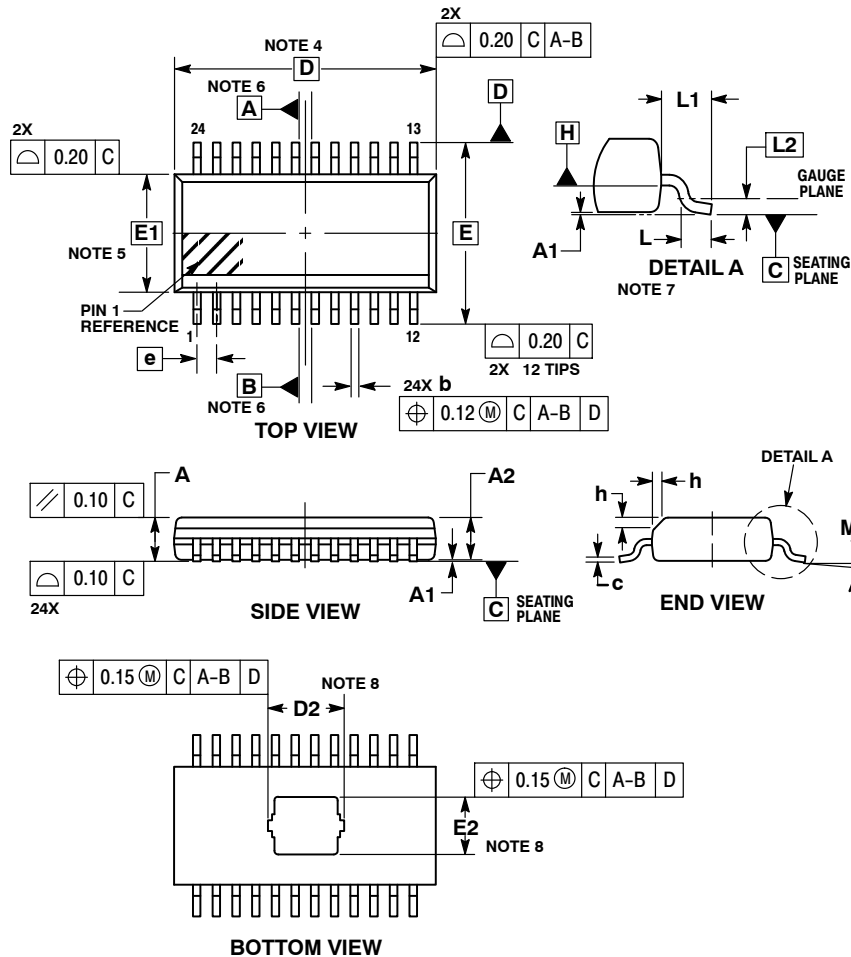 2X
⌓ 0.20 C A–B
NOTE 4
D
NOTE 6
A
D
2X
⌓ 0.20 C
24
13
E1
E
NOTE 5
PIN 1
REFERENCE
1
12
e
⌓ 0.20 C
2X 12 TIPS
B
NOTE 6
24X b
⌖ 0.12 Ⓜ C A–B D
TOP VIEW
L1
H
L2
GAUGE
PLANE
A1
L
DETAIL A
NOTE 7
C SEATING
PLANE
A
A2
⫽ 0.10 C
⌓ 0.10 C
24X
A1
C SEATING
PLANE
SIDE VIEW
DETAIL A
h
h
M
c
A
END VIEW
⌖ 0.15 Ⓜ C A–B D
NOTE 8
D2
⌖ 0.15 Ⓜ C A–B D
E2
NOTE 8
BOTTOM VIEW